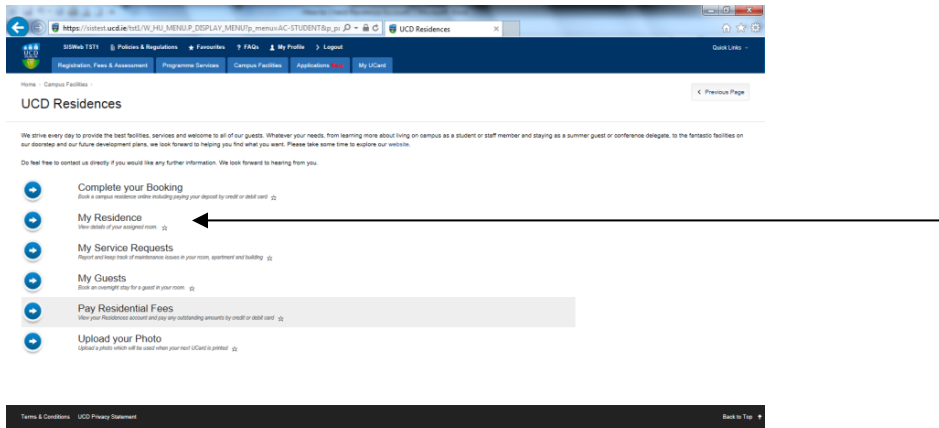 https://sistest.ucd.ie/tst1/W_HU_MENU.P_DISPLAY_MENU?p_menu=AC-STUDENT&p_p
UCD Residences
UCD
SISWeb TST1 Policies & Regulations Favourites ? FAQs My Profile > Logout
Quick Links
Registration, Fees & Assessment Programme Services Campus Facilities Applications My UCard
Home Campus Facilities
Previous Page
UCD Residences
We strive every day to provide the best facilities, services and welcome to all of our guests. Whatever your needs, from learning more about living on campus as a student or staff member and staying as a summer guest or conference delegate, to the fantastic facilities on
our doorstep and our future development plans, we look forward to helping you find what you want. Please take some time to explore our website.
Do feel free to contact us directly if you would like any further information. We look forward to hearing from you.
Complete your Booking
Book a campus residence online including paying your deposit by credit or debit card
My Residence
View details of your assigned room
My Service Requests
Report and keep track of maintenance issues in your room, apartment and building
My Guests
Book an overnight stay for a guest in your room.
Pay Residential Fees
View your Residences account and pay any outstanding amounts by credit or debit card
Upload your Photo
Upload a photo which will be used when your next UCard is printed
Terms & Conditions UCD Privacy Statement
Back to Top